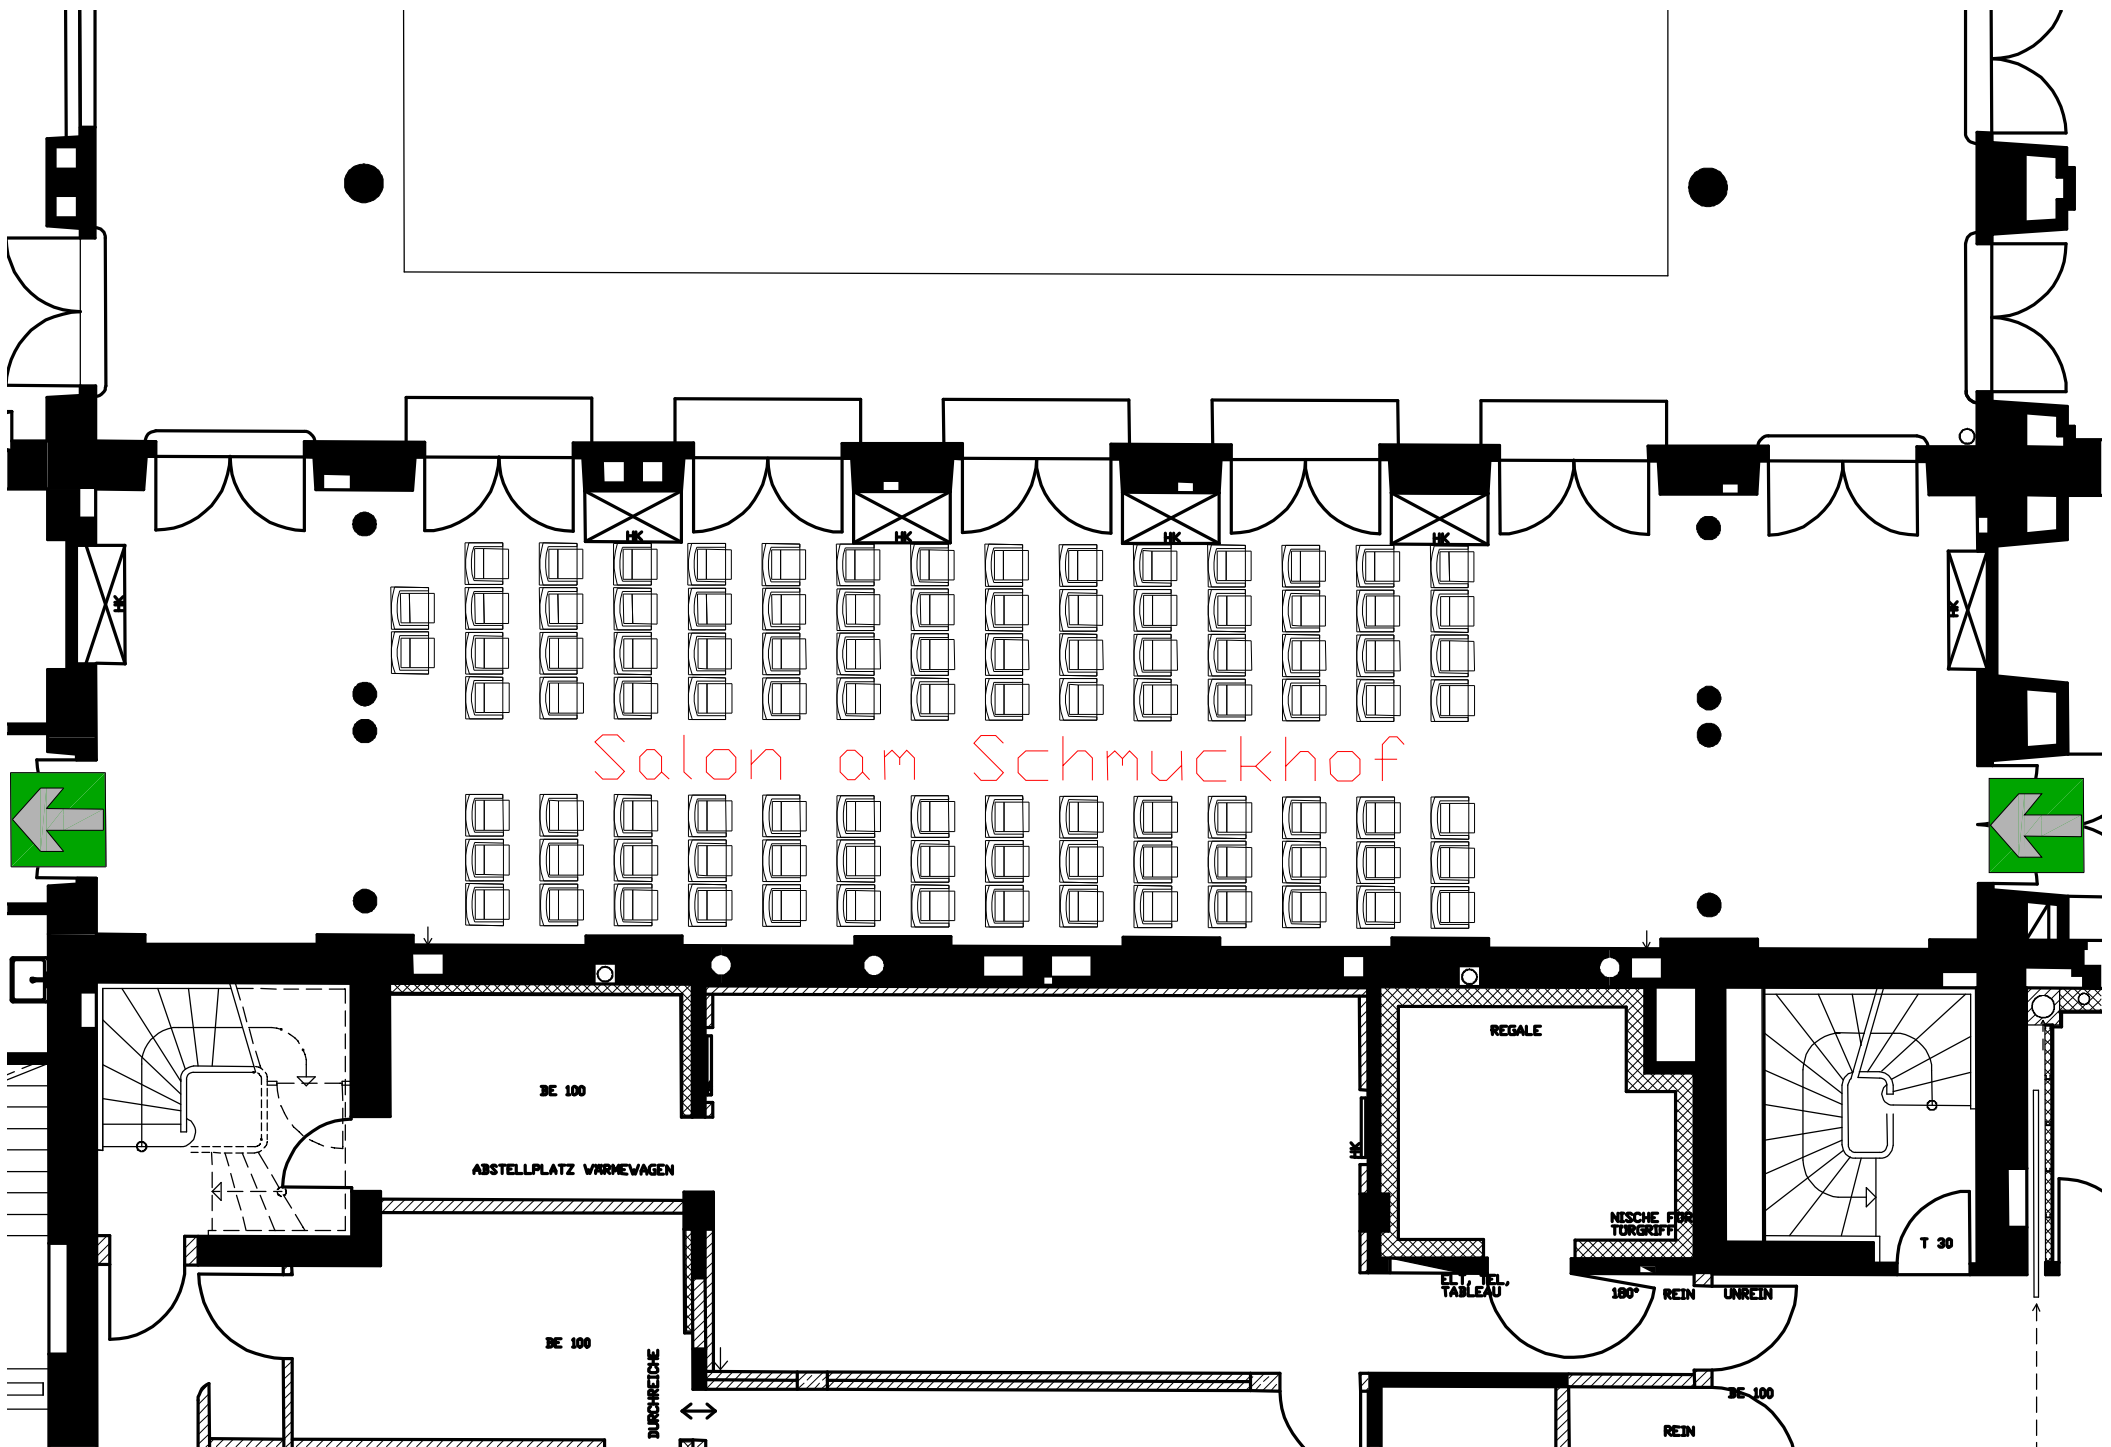 HK
HK
HK
HK
HK
HK
Salon am Schmuckhof
REGALE
BE 100
HK
ABSTELLPLATZ WÄRMEWAGEN
NISCHE FÜR
TÜRGRIFF
T 30
ELT, TEL,
TABLEAU
180°
REIN
UNREIN
BE 100
DURCHREICHE
BE 100
REIN